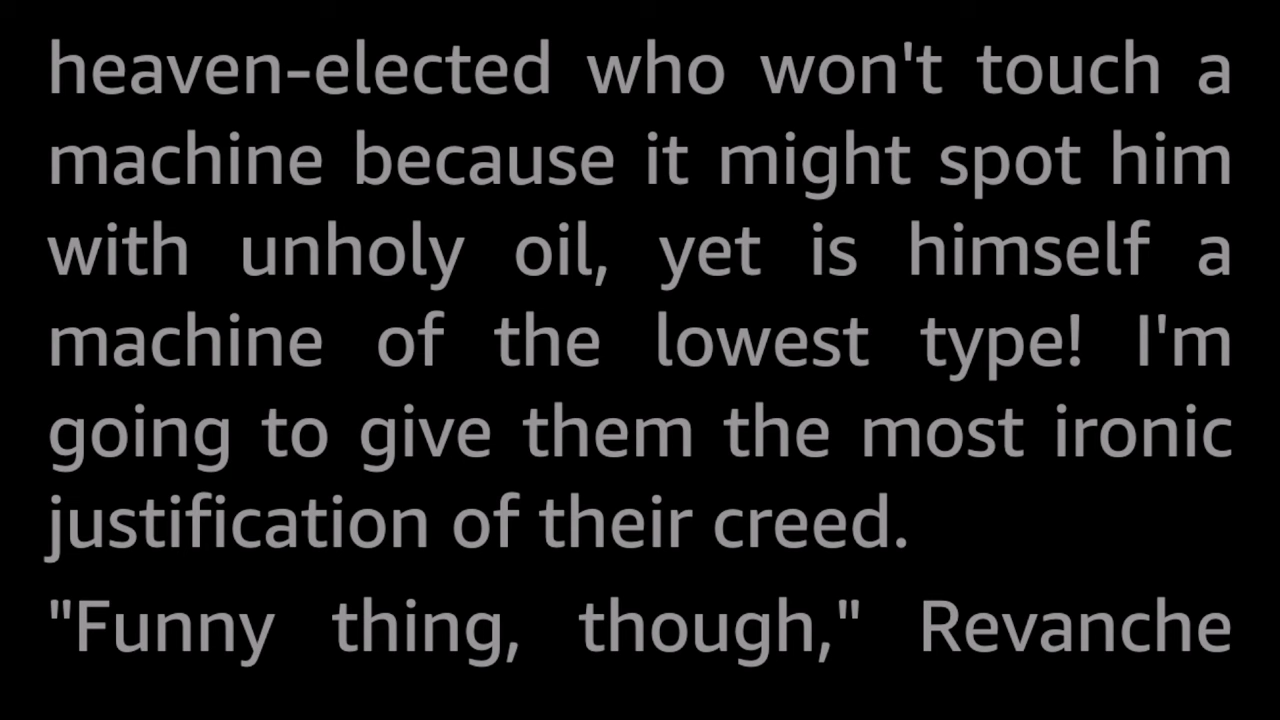 heaven-elected who won't touch a
machine because it might spot him
with unholy oil, yet is himself a
machine of the lowest type! I'm
going to give them the most ironic
justification of their creed.
"Funny thing, though," Revanche